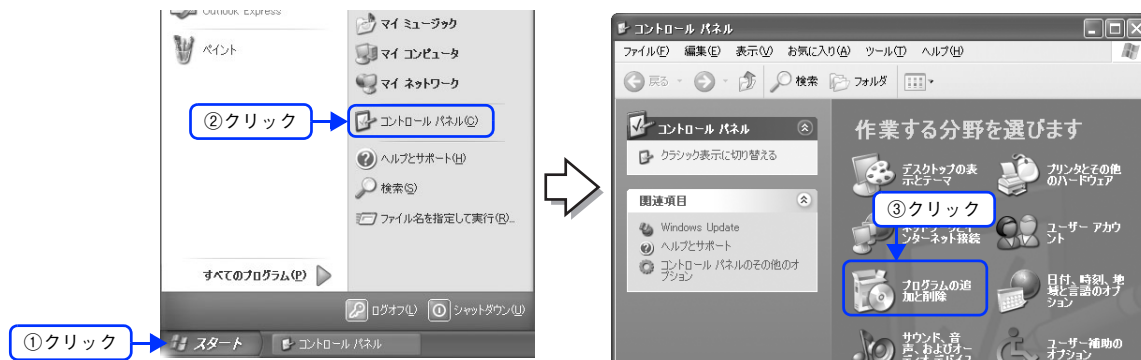 Outlook Express
ペイント
マイ ミュージック
マイ コンピュータ
マイ ネットワーク
②クリック
コントロール パネル(C)
ヘルプとサポート(H)
検索(S)
ファイル名を指定して実行(R)...
すべてのプログラム(P)
ログオフ(L)
シャットダウン(U)
①クリック
スタート
コントロール パネル
コントロール パネル
ファイル(F) 編集(E) 表示(V) お気に入り(A) ツール(T) ヘルプ(H)
戻る
検索
フォルダ
コントロール パネル
クラシック表示に切り替える
関連項目
Windows Update
ヘルプとサポート
コントロール パネルのその他のオ
プション
作業する分野を選びます
デスクトップの表
示とテーマ
プリンタとその他
のハードウェア
③クリック
ネットワークとイ
ンターネット接続
ユーザー アカウ
ント
プログラムの追
加と削除
日付、時刻、地
域と言語のオプ
ション
サウンド、音
声、およびオー
ディオ デバイス
ユーザー補助の
オプション